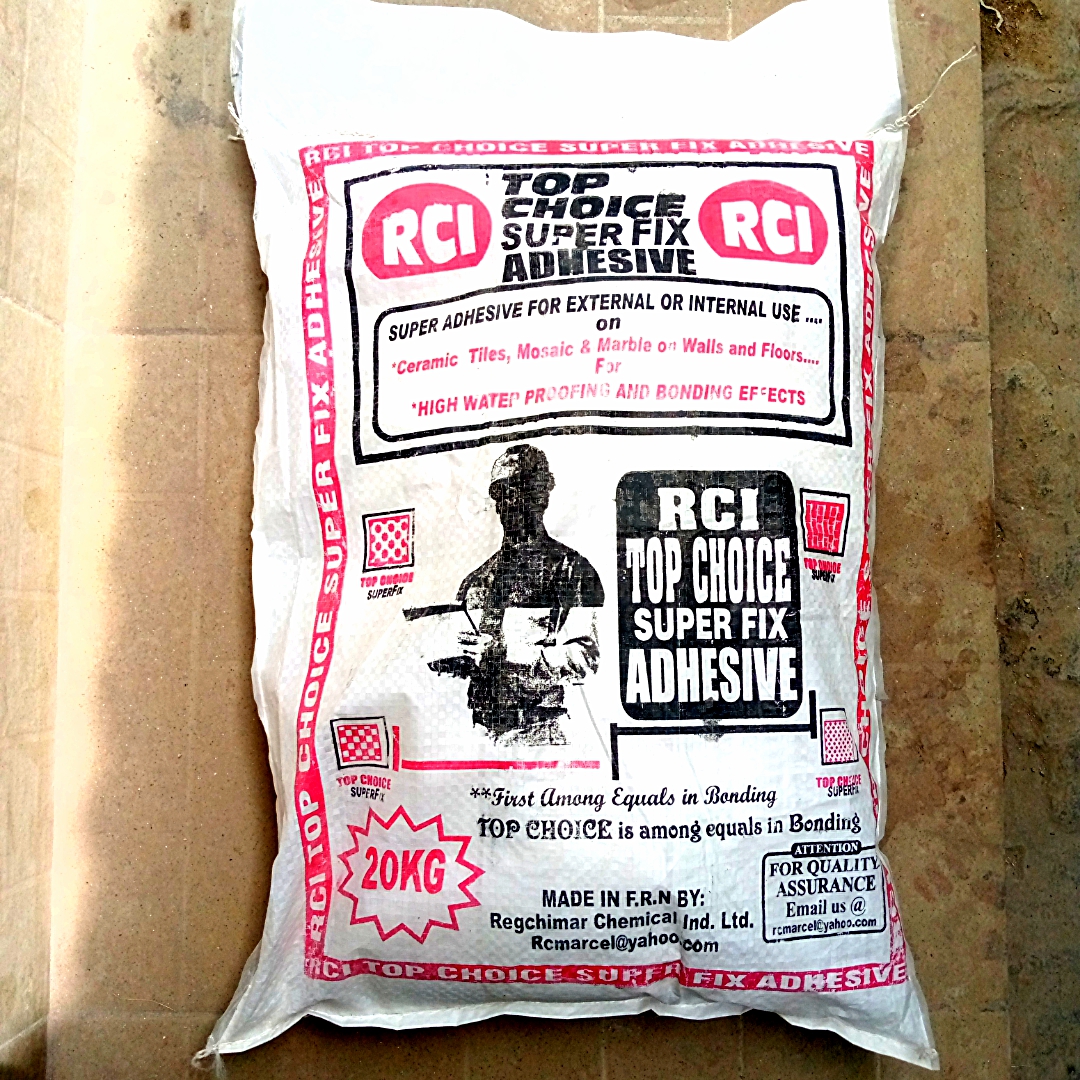 RCI TOP CHOICE SUPER FIX ADHESIVE
RCI
TOP
CHOICE
SUPER FIX
ADHESIVE
RCI
SUPER ADHESIVE FOR EXTERNAL OR INTERNAL USE ....
on
*Ceramic Tiles, Mosaic & Marble on Walls and Floors....
For
*HIGH WATER PROOFING AND BONDING EFFECTS
RCI TOP CHOICE SUPER FIX ADHESIVE
RCI
TOP CHOICE
SUPER FIX
ADHESIVE
TOP CHOICE
SUPERFIX
TOP CHOICE
SUPERFIX
TOP CHOICE
SUPERFIX
TOP CHOICE
SUPERFIX
**First Among Equals in Bonding
TOP CHOICE is among equals in Bonding
20KG
MADE IN F.R.N BY:
Regchimar Chemical Ind. Ltd.
Rcmarcel@yahoo.com
ATTENTION
FOR QUALITY
ASSURANCE
Email us @
rcmarcel@yahoo.com
RCI TOP CHOICE SUPER FIX ADHESIVE